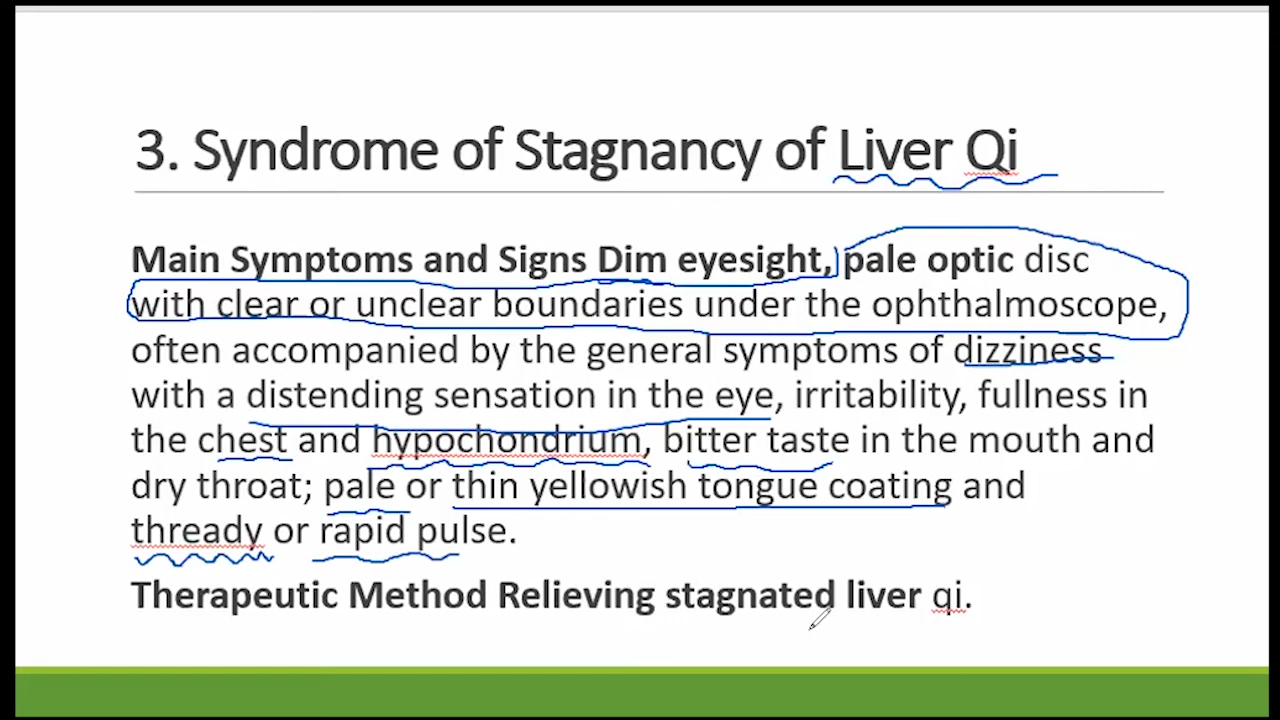 3. Syndrome of Stagnancy of Liver Qi
Main Symptoms and Signs Dim eyesight, pale optic disc
with clear or unclear boundaries under the ophthalmoscope,
often accompanied by the general symptoms of dizziness
with a distending sensation in the eye, irritability, fullness in
the chest and hypochondrium, bitter taste in the mouth and
dry throat; pale or thin yellowish tongue coating and
thready or rapid pulse.
Therapeutic Method Relieving stagnated liver qi.